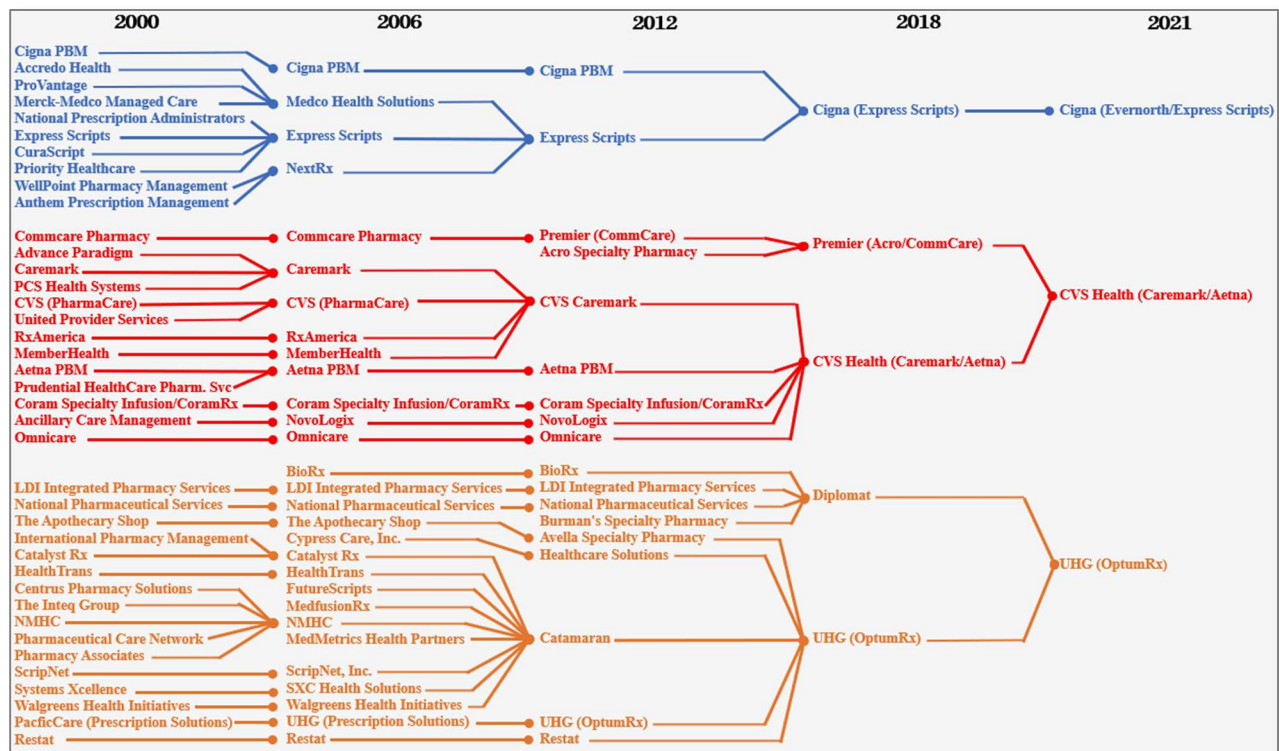 2000 2006 2012 2018 2021
Cigna PBM
Accredo Health Cigna PBM Cigna PBM
ProVantage
Merck-Medco Managed Care Medco Health Solutions
National Prescription Administrators Cigna (Express Scripts) Cigna (Evernorth/Express Scripts)
Express Scripts Express Scripts Express Scripts
CuraScript
Priority Healthcare NextRx
WellPoint Pharmacy Management
Anthem Prescription Management
Commcare Pharmacy Commcare Pharmacy Premier (CommCare)
Advance Paradigm Acro Specialty Pharmacy Premier (Acro/CommCare)
Caremark Caremark
PCS Health Systems CVS Health (Caremark/Aetna)
CVS (PharmaCare) CVS (PharmaCare) CVS Caremark
United Provider Services
RxAmerica RxAmerica
MemberHealth MemberHealth
Aetna PBM Aetna PBM Aetna PBM CVS Health (Caremark/Aetna)
Prudential HealthCare Pharm. Svc
Coram Specialty Infusion/CoramRx Coram Specialty Infusion/CoramRx Coram Specialty Infusion/CoramRx
Ancillary Care Management NovoLogix NovoLogix
Omnicare Omnicare Omnicare
BioRx BioRx
LDI Integrated Pharmacy Services LDI Integrated Pharmacy Services LDI Integrated Pharmacy Services
National Pharmaceutical Services National Pharmaceutical Services National Pharmaceutical Services Diplomat
The Apothecary Shop The Apothecary Shop Burman's Specialty Pharmacy
International Pharmacy Management Cypress Care, Inc. Avella Specialty Pharmacy
Catalyst Rx Catalyst Rx Healthcare Solutions
HealthTrans HealthTrans UHG (OptumRx)
Centrus Pharmacy Solutions FutureScripts
The Inteq Group MedfusionRx
NMHC NMHC
Pharmaceutical Care Network MedMetrics Health Partners Catamaran UHG (OptumRx)
Pharmacy Associates
ScripNet ScripNet, Inc.
Systems Xcellence SXC Health Solutions
Walgreens Health Initiatives Walgreens Health Initiatives
PacficCare (Prescription Solutions) UHG (Prescription Solutions) UHG (OptumRx)
Restat Restat Restat